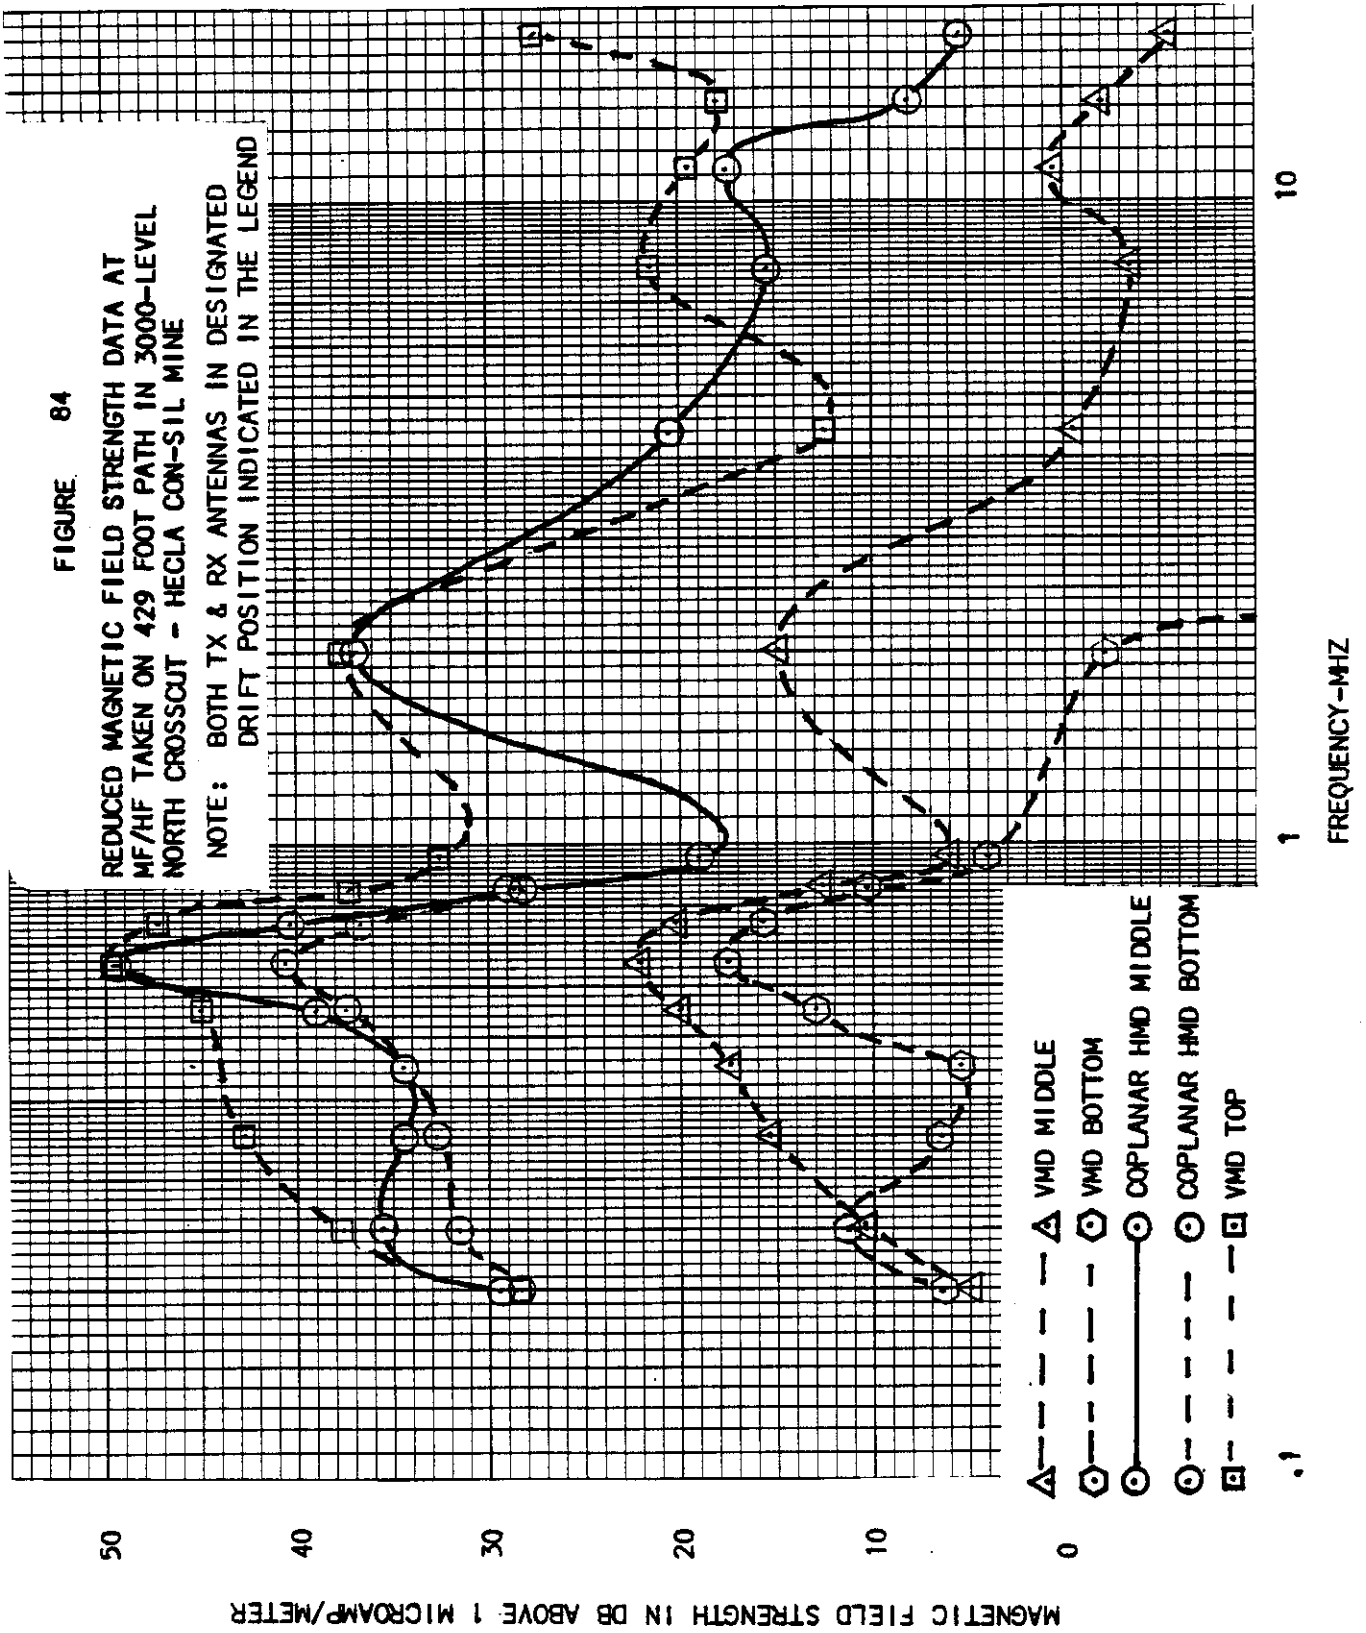 FIGURE 84
REDUCED MAGNETIC FIELD STRENGTH DATA AT
MF/HF TAKEN ON 429 FOOT PATH IN 3000-LEVEL
NORTH CROSSCUT - HECLA CON-SIL MINE
NOTE: BOTH TX & RX ANTENNAS IN DESIGNATED
DRIFT POSITION INDICATED IN THE LEGEND
MAGNETIC FIELD STRENGTH IN DB ABOVE 1 MICROAMP/METER
50
40
30
20
10
0
VMD MIDDLE
VMD BOTTOM
COPLANAR HMD MIDDLE
COPLANAR HMD BOTTOM
VMD TOP
.1
1
10
FREQUENCY-MHZ